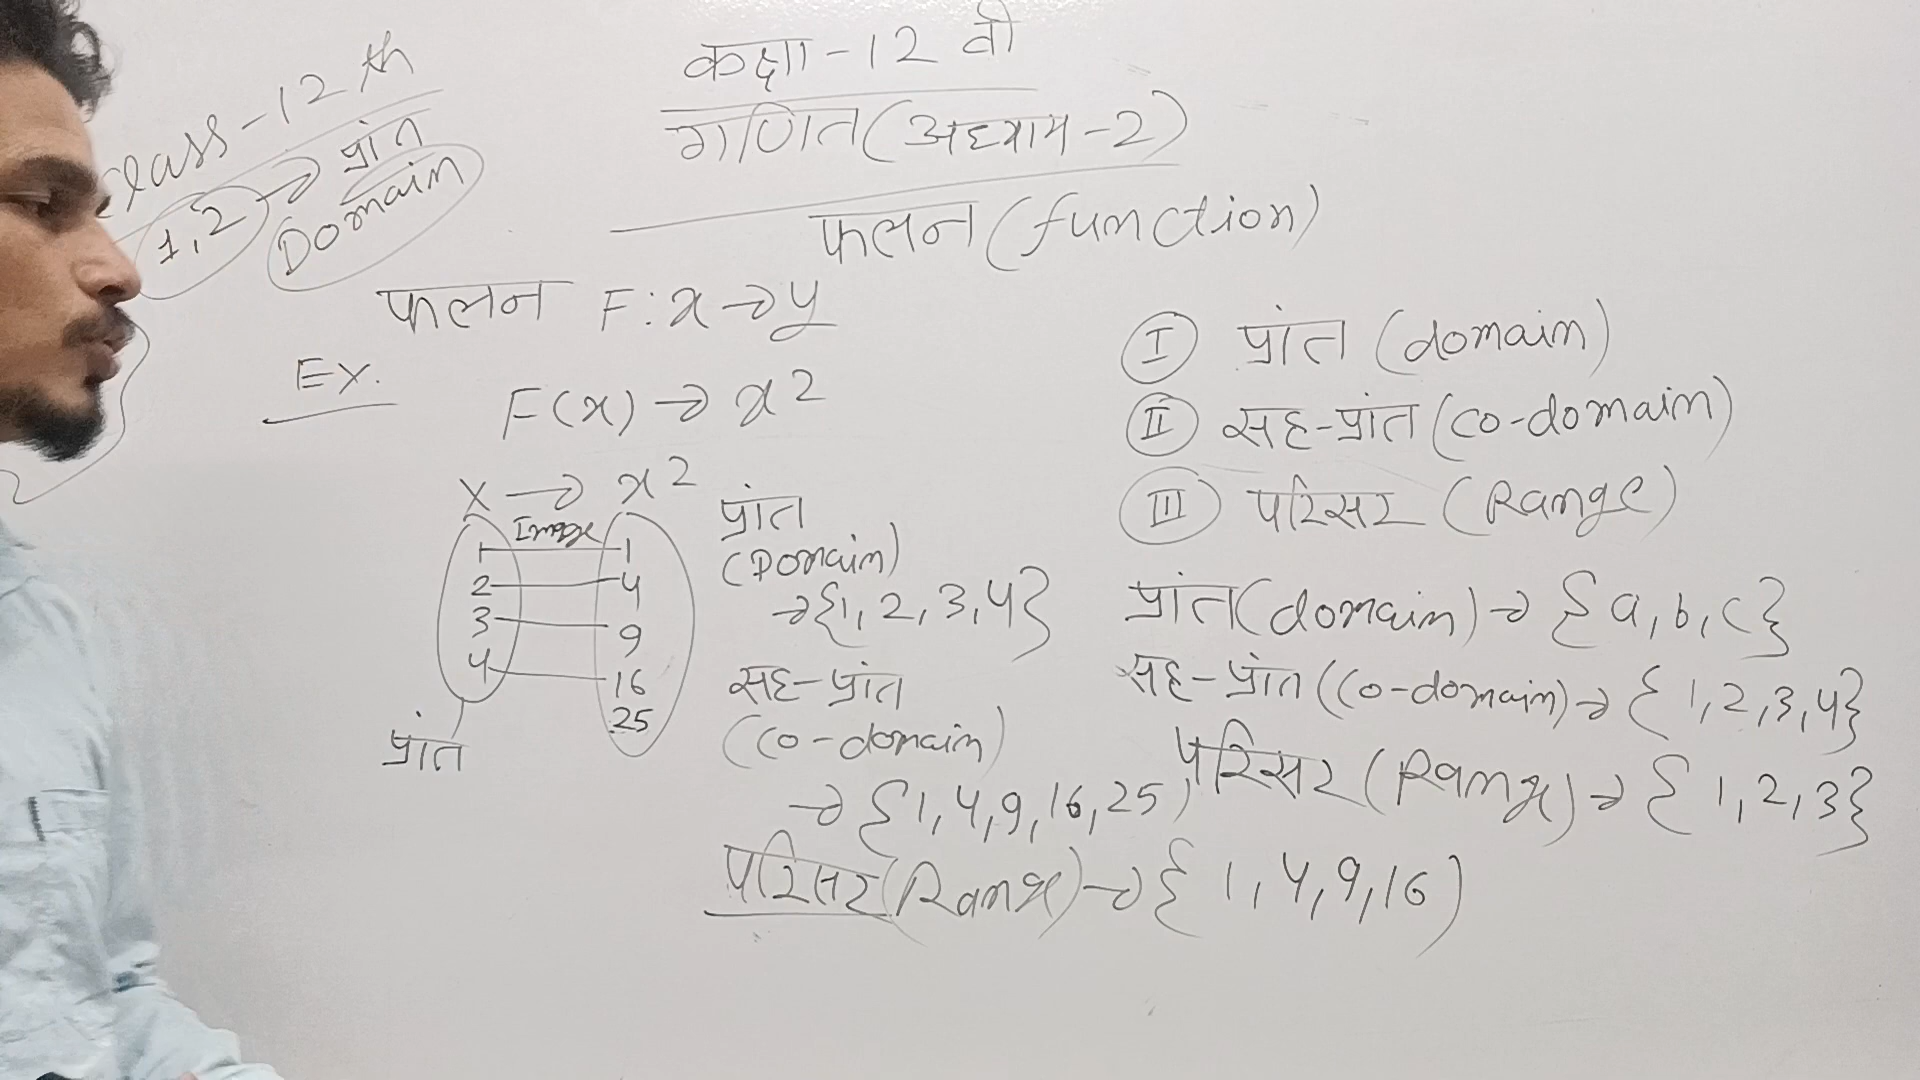 class-12th
1,2 → प्रांत
Domain
कक्षा-12 वी
गणित (अध्याय-2)
फलन (function)
फलन F:x→y
Ex.
F(x) → x2
X → x2
Image
1 1
2 4
3 9
4 16
25
प्रांत
प्रांत
(Domain)
→{1, 2, 3, 4}
सह-प्रांत
(co-domain)
→{1, 4, 9, 16, 25)
परिसर (Range) → { 1, 4, 9, 16)
I प्रांत (domain)
II सह-प्रांत (co-domain)
III परिसर (Range)
प्रांत (domain) → {a, b, c}
सह-प्रांत (co-domain) → {1,2,3,4}
परिसर (Range) → {1,2,3}